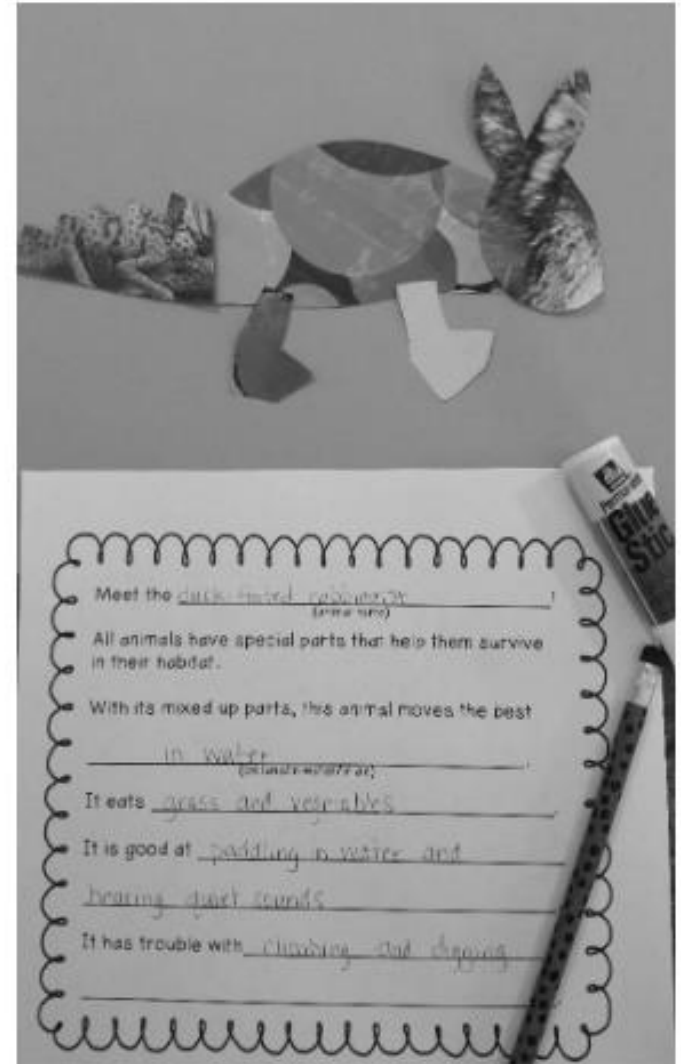 Meet the duck-footed !
(animal name)
All animals have special parts that help them survive
in their habitat.
With its mixed up parts, this animal moves the best
in water.
It eats grass and vegetables.
It is good at paddling in water and
hearing quiet sounds.
It has trouble with climbing and digging
Glue
Stic